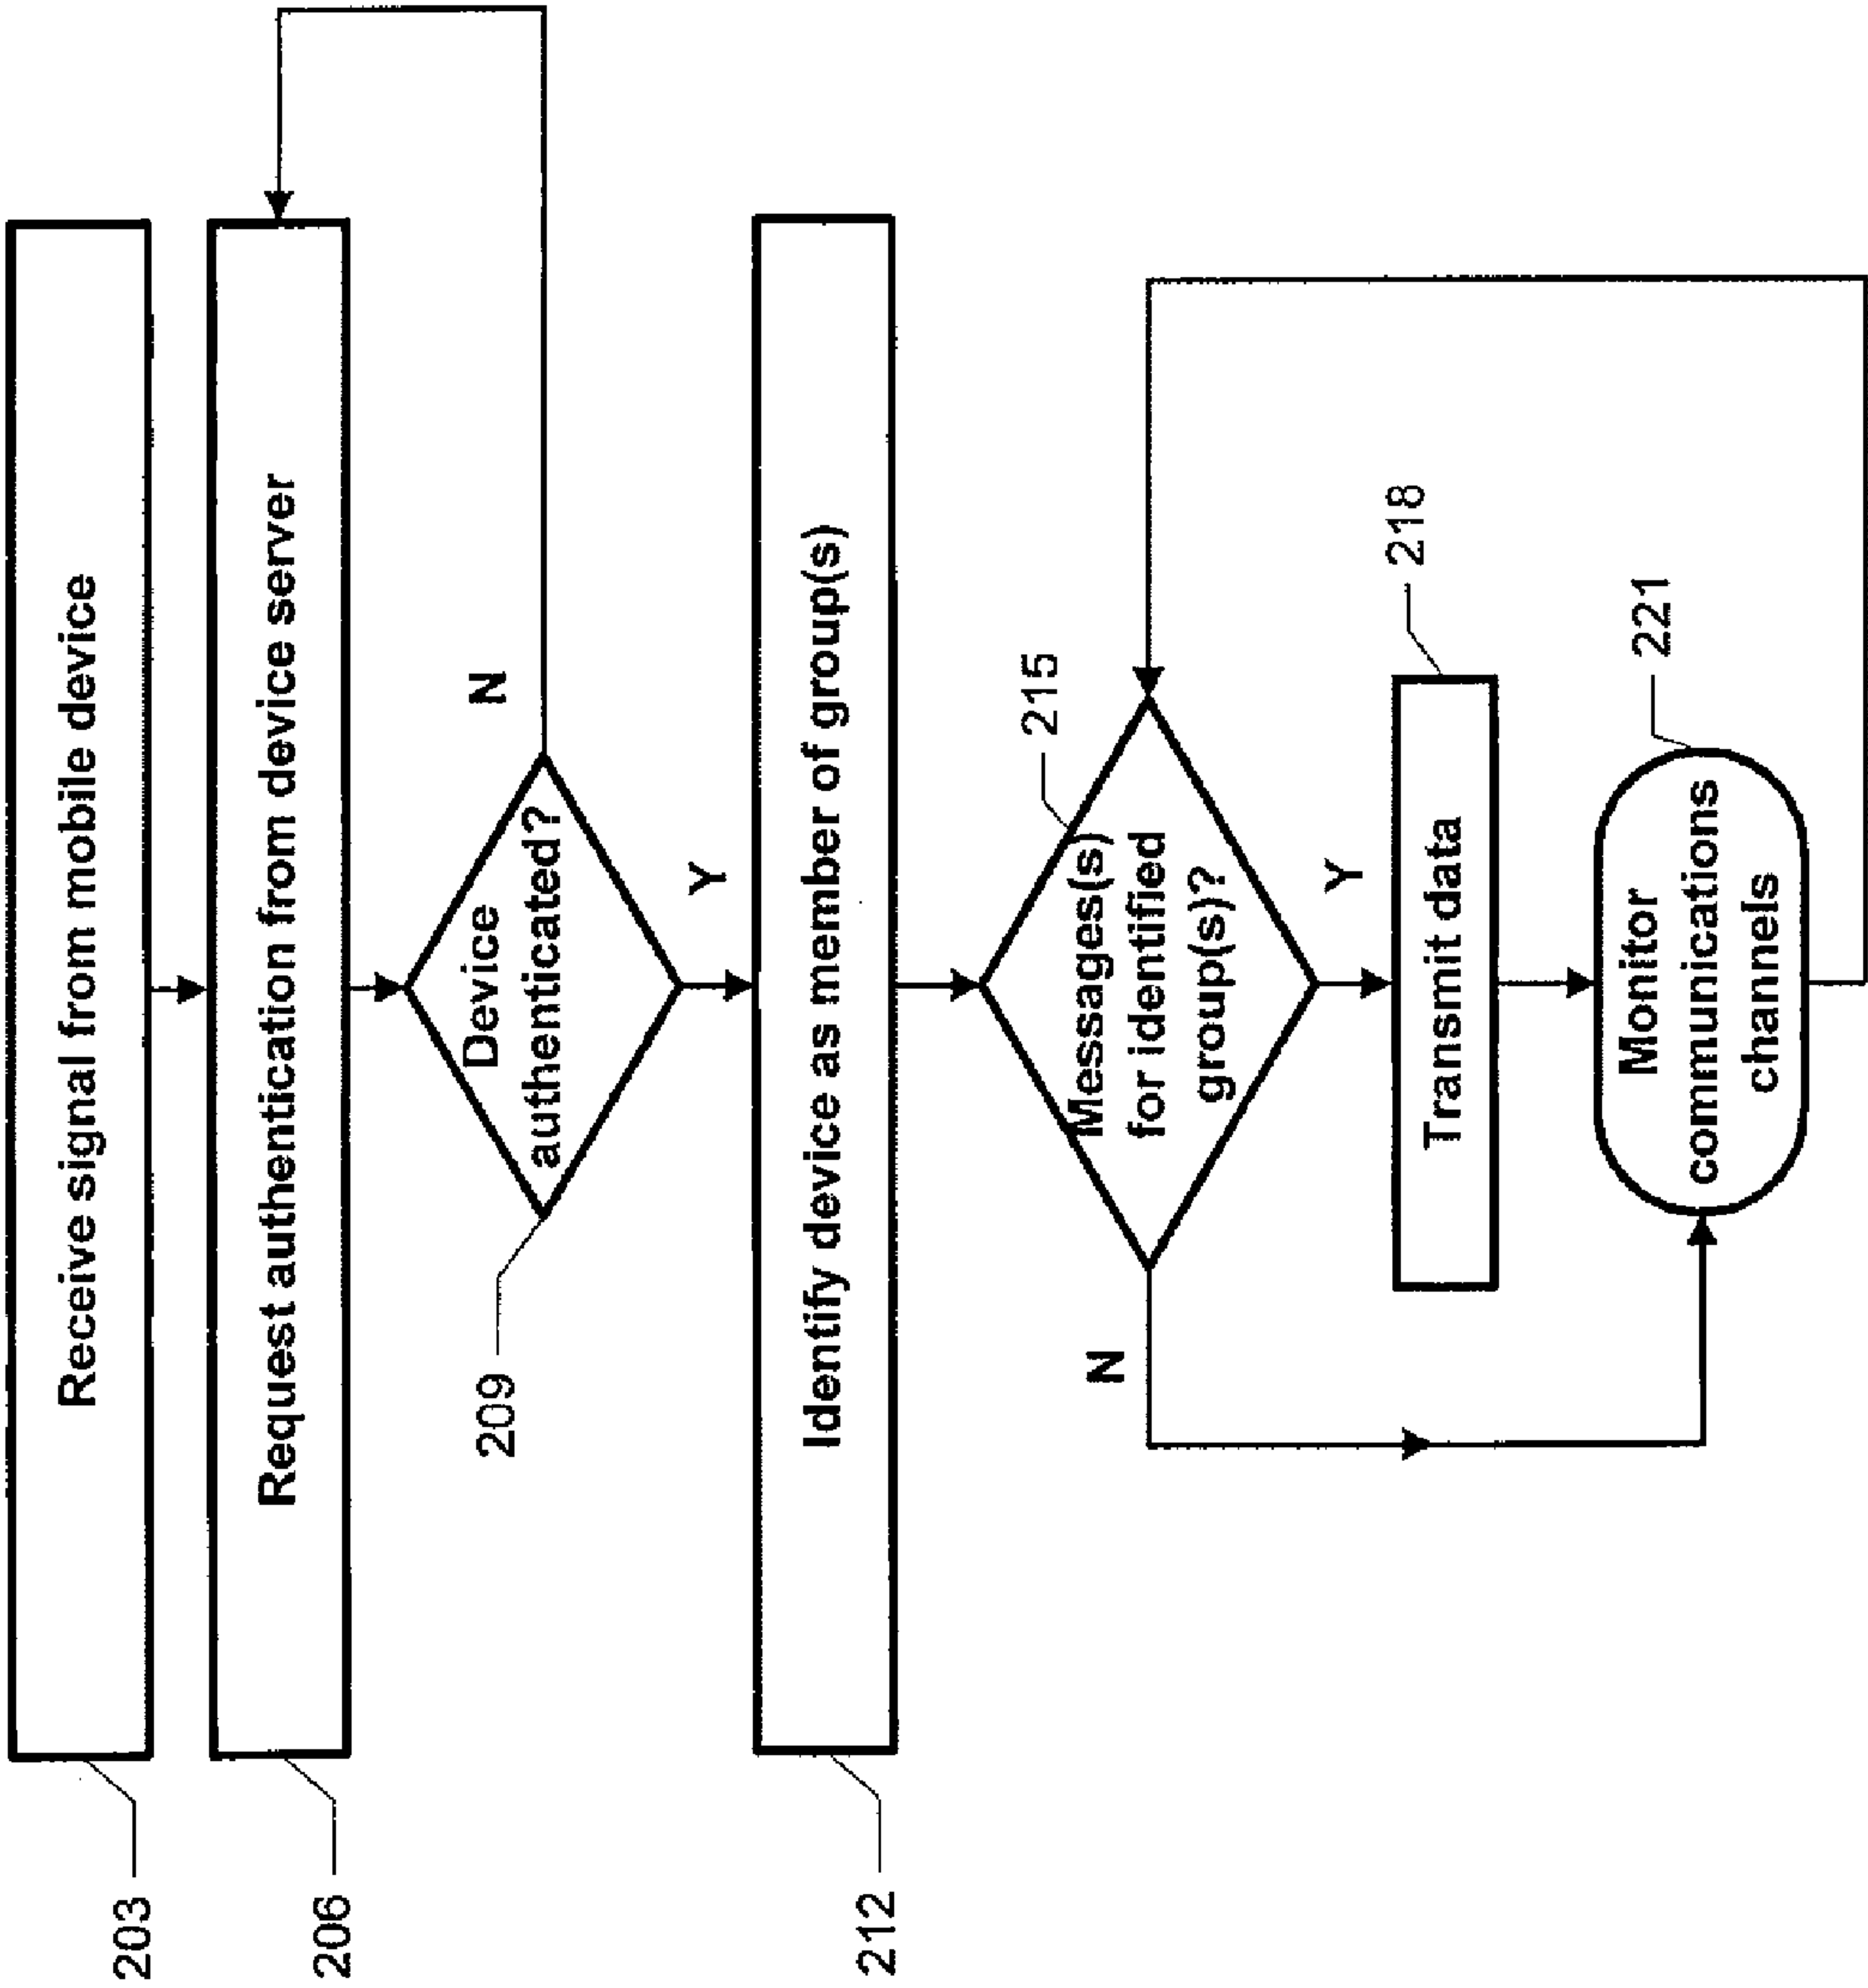 Receive signal from mobile device
203
Request authentication from device server
206
Device
authenticated?
209
N
Y
Identify device as member of group(s)
212
Messages(s)
for identified
group(s)?
215
N
Y
Transmit data
218
Monitor
communications
channels
221